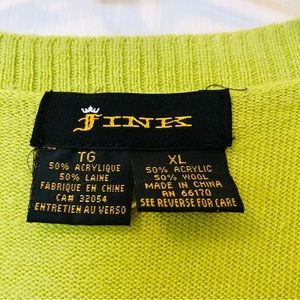 FINK
TG
50% ACRYLIQUE
50% LAINE
FABRIQUE EN CHINE
CA# 32054
ENTRETIEN AU VERSO
XL
50% ACRYLIC
50% WOOL
MADE IN CHINA
RN 66170
SEE REVERSE FOR CARE